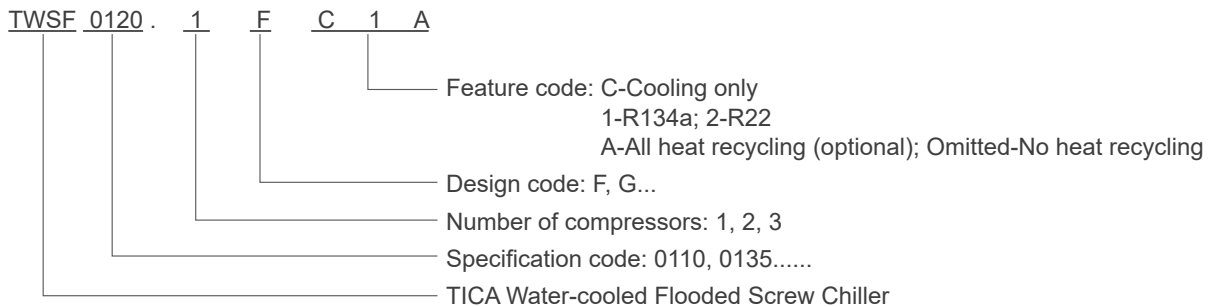 TWSF 0120 . 1 F C 1 A
Feature code: C-Cooling only
1-R134a; 2-R22
A-All heat recycling (optional); Omitted-No heat recycling
Design code: F, G...
Number of compressors: 1, 2, 3
Specification code: 0110, 0135......
TICA Water-cooled Flooded Screw Chiller